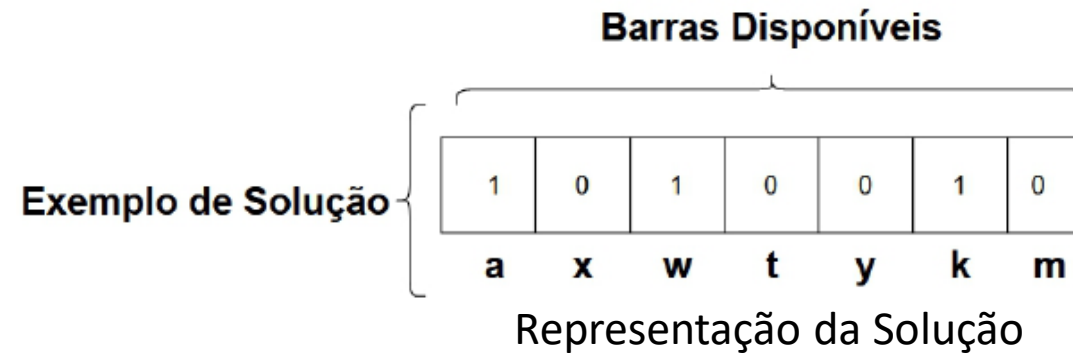 Barras Disponíveis
Exemplo de Solução
1 0 1 0 0 1 0
a x w t y k m
Representação da Solução